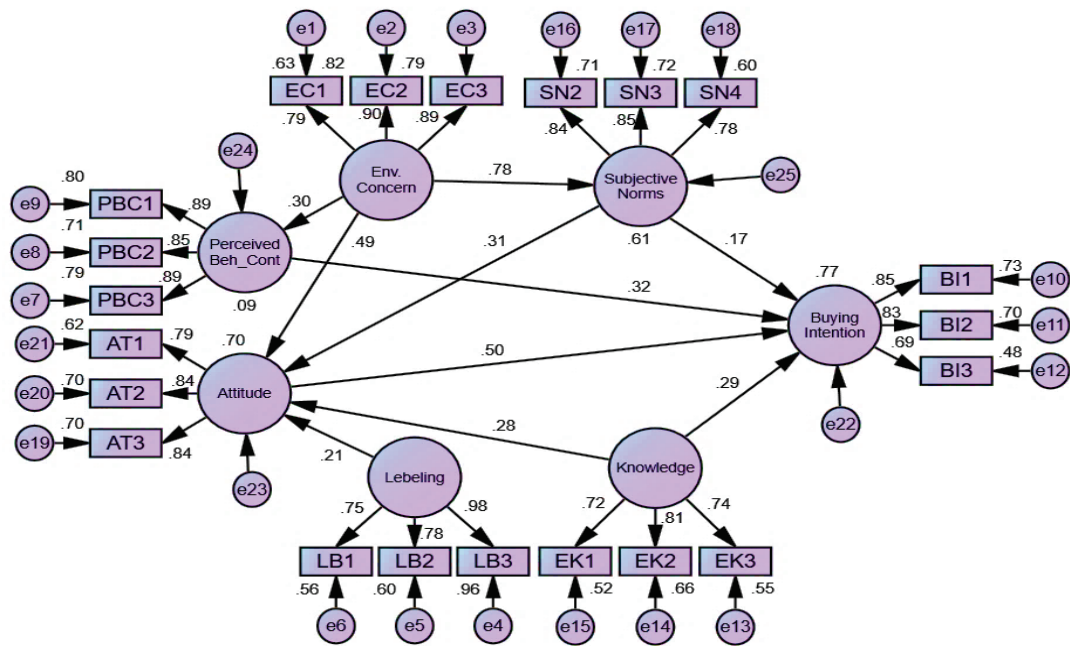 e1 e2 e3 e16 e17 e18
.63 .82 .79 .71 .72 .60
EC1 EC2 EC3 SN2 SN3 SN4
.79 .90 .89 .84 .85 .78
e24
Env.
Concern
.78
Subjective
Norms
e25
.61
.80
e9 PBC1 .89
.71
e8 PBC2 .85
.79
e7 PBC3 .89
Perceived
Beh_Cont
.09
.30
.49
.31
.17
.32
.77
Buying
Intention
.85 BI1 .73 e10
.83 BI2 .70 e11
.69 BI3 .48 e12
e22
.62
e21 AT1 .79
.70
e20 AT2 .84
.70
e19 AT3 .84
.70
Attitude
e23
.50
.29
.28
.21
Lebeling
Knowledge
.75 .78 .98 .72 .81 .74
LB1 LB2 LB3 EK1 EK2 EK3
.56 .60 .96 .52 .66 .55
e6 e5 e4 e15 e14 e13